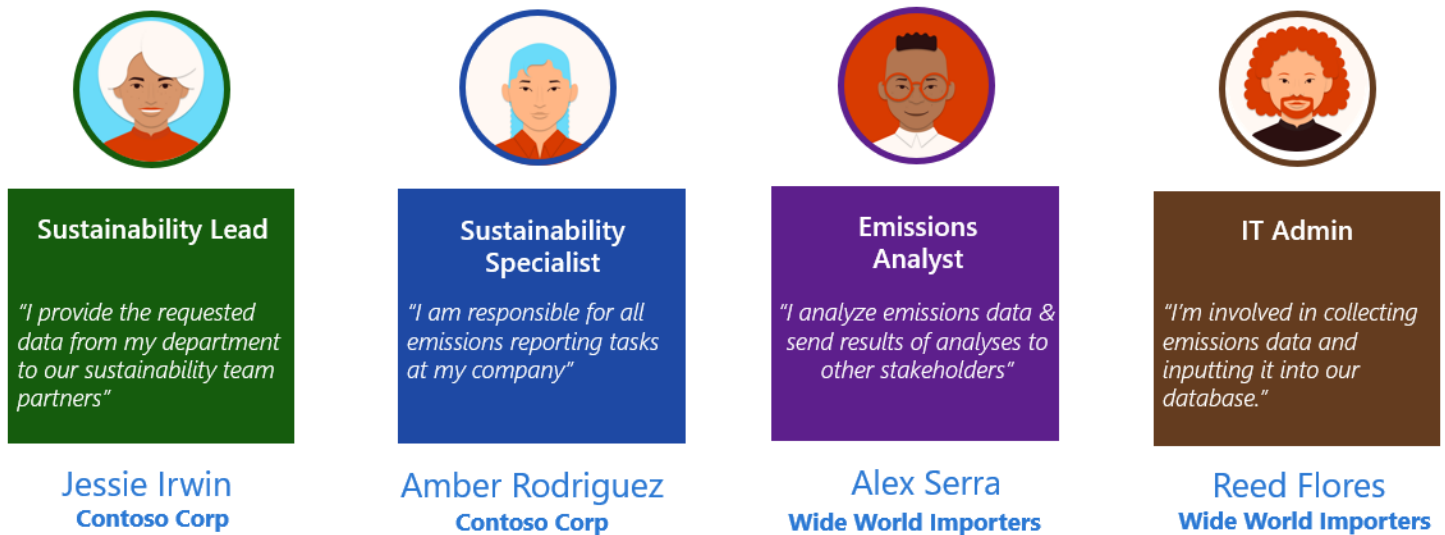 Sustainability Lead
“I provide the requested
data from my department
to our sustainability team
partners”
Jessie Irwin
Contoso Corp
Sustainability
Specialist
“I am responsible for all
emissions reporting tasks
at my company”
Amber Rodriguez
Contoso Corp
Emissions
Analyst
“I analyze emissions data &
send results of analyses to
other stakeholders”
Alex Serra
Wide World Importers
IT Admin
“I’m involved in collecting
emissions data and
inputting it into our
database.”
Reed Flores
Wide World Importers